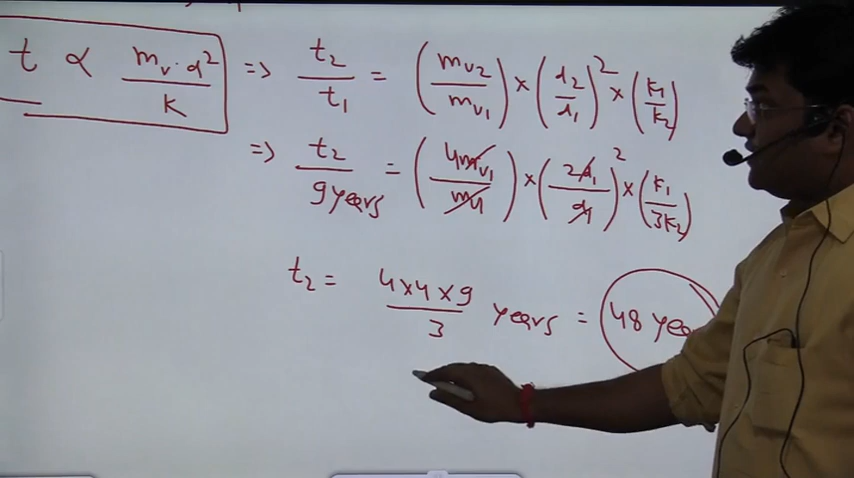 t ∝ m_v · d² / k => t₂ / t₁ = (m_v2 / m_v1) × (d₂ / d₁)² × (k₁ / k₂)
=> t₂ / 9 years = (4m_v1 / m_v1) × (2d₁ / d₁)² × (k₁ / 3k₂)
t₂ = 4×4×9 / 3 years = 48 yea